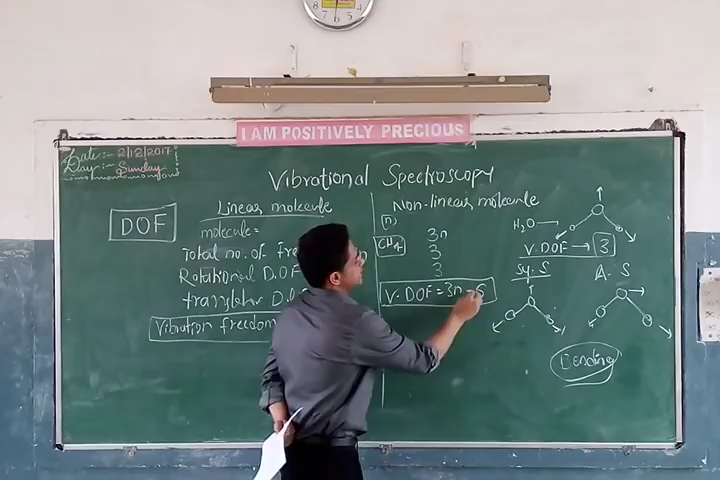 I AM POSITIVELY PRECIOUS
Date:- 2/12/2017
Day:- Sunday
Vibrational Spectroscopy
DOF
Linear molecule
molecule=
Total no. of
Rotational D.O.F
translation D.O
Vibration freedom
Non-linear molecule
(n)
CH4
3n
3
3
V. DOF = 3n - 6
H2O
V. DOF → 3
Sy. S
A. S
Bending